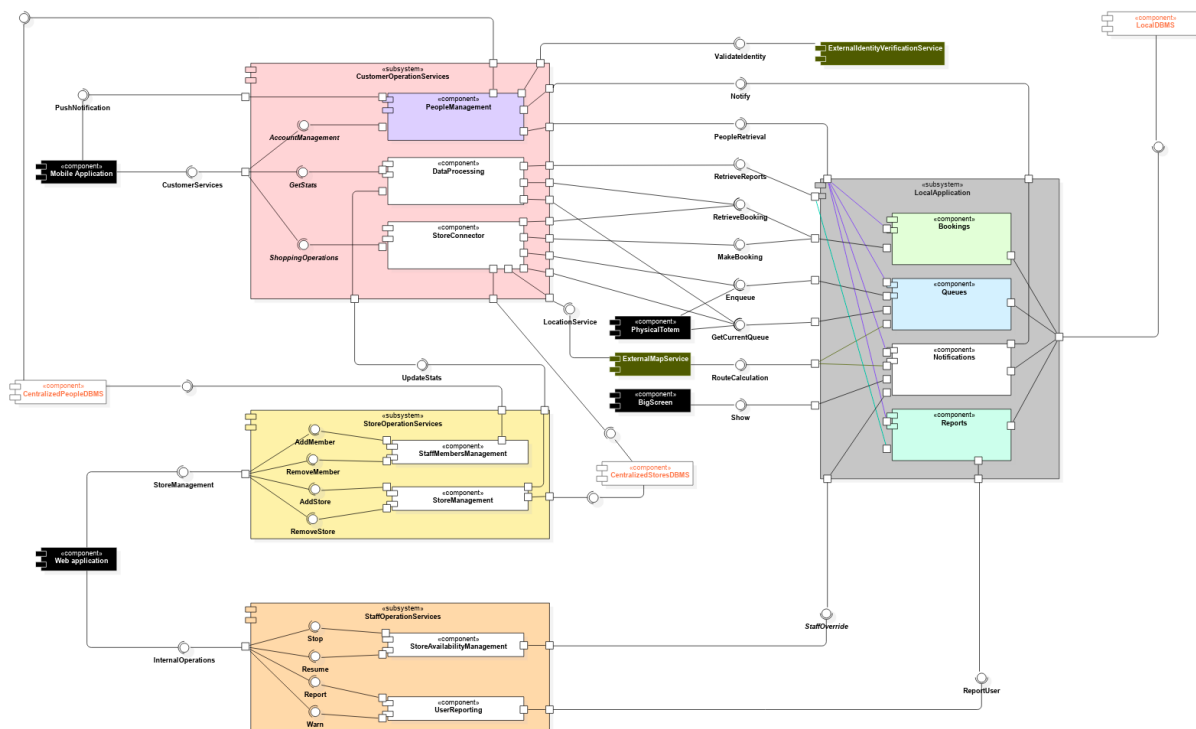 «component»
LocalDBMS
«component»
ExternalIdentityVerificationService
ValidateIdentity
«subsystem»
CustomerOperationServices
Notify
PushNotification
«component»
PeopleManagement
AccountManagement
PeopleRetrieval
«component»
Mobile Application
CustomerServices
GetStats
«component»
DataProcessing
RetrieveReports
«subsystem»
LocalApplication
RetrieveBooking
«component»
Bookings
«component»
StoreConnector
ShoppingOperations
MakeBooking
«component»
Queues
Enqueue
LocationService
«component»
PhysicalTotem
GetCurrentQueue
«component»
Notifications
«component»
ExternalMapService
RouteCalculation
UpdateStats
«component»
CentralizedPeopleDBMS
«component»
BigScreen
Show
«subsystem»
StoreOperationServices
«component»
Reports
AddMember
«component»
StaffMembersManagement
RemoveMember
StoreManagement
«component»
CentralizedStoresDBMS
AddStore
«component»
StoreManagement
RemoveStore
«component»
Web application
«subsystem»
StaffOperationServices
StaffOverride
Stop
«component»
StoreAvailabilityManagement
InternalOperations
Resume
Report
ReportUser
«component»
UserReporting
Warn